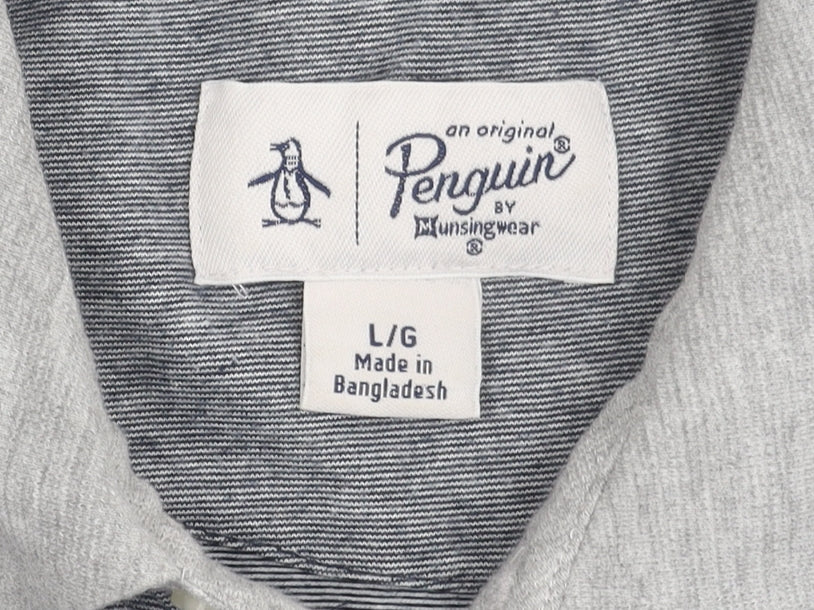 an original
Penguin®
BY
Munsingwear
®
L/G
Made in
Bangladesh